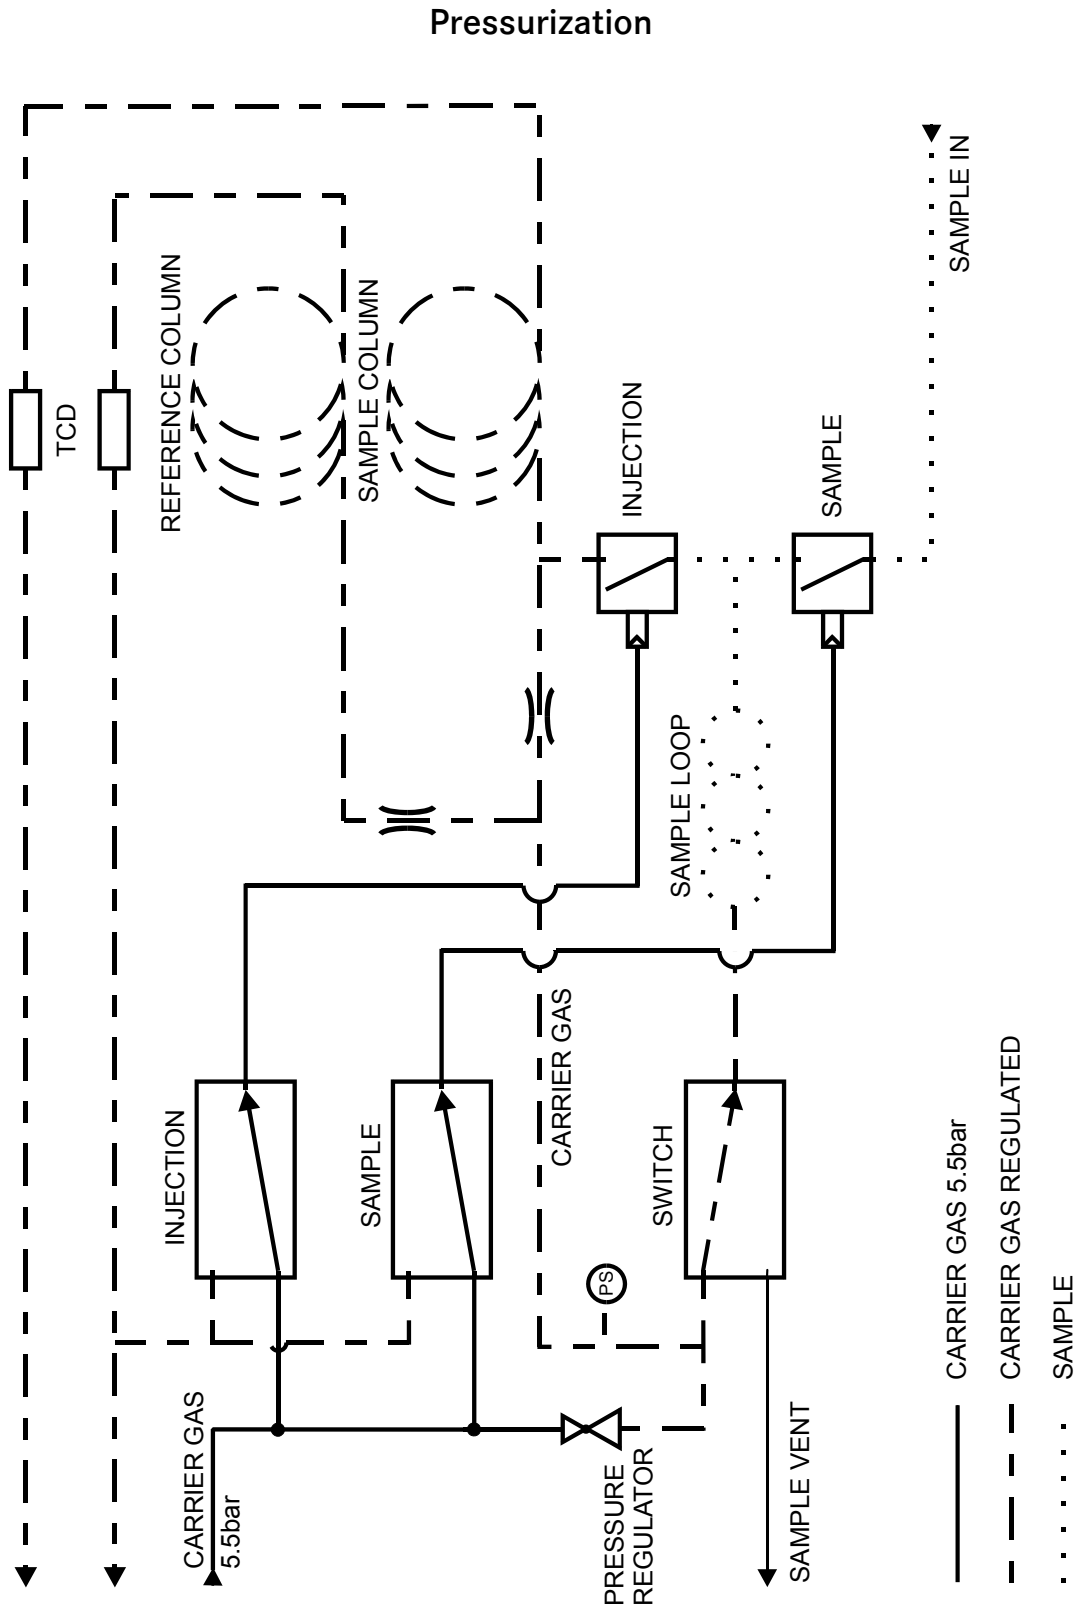 Pressurization
SAMPLE IN
REFERENCE COLUMN
SAMPLE COLUMN
TCD
INJECTION
SAMPLE
SAMPLE LOOP
CARRIER GAS
INJECTION
SAMPLE
SWITCH
PS
CARRIER GAS
5.5bar
PRESSURE
REGULATOR
SAMPLE VENT
CARRIER GAS 5.5bar
CARRIER GAS REGULATED
SAMPLE